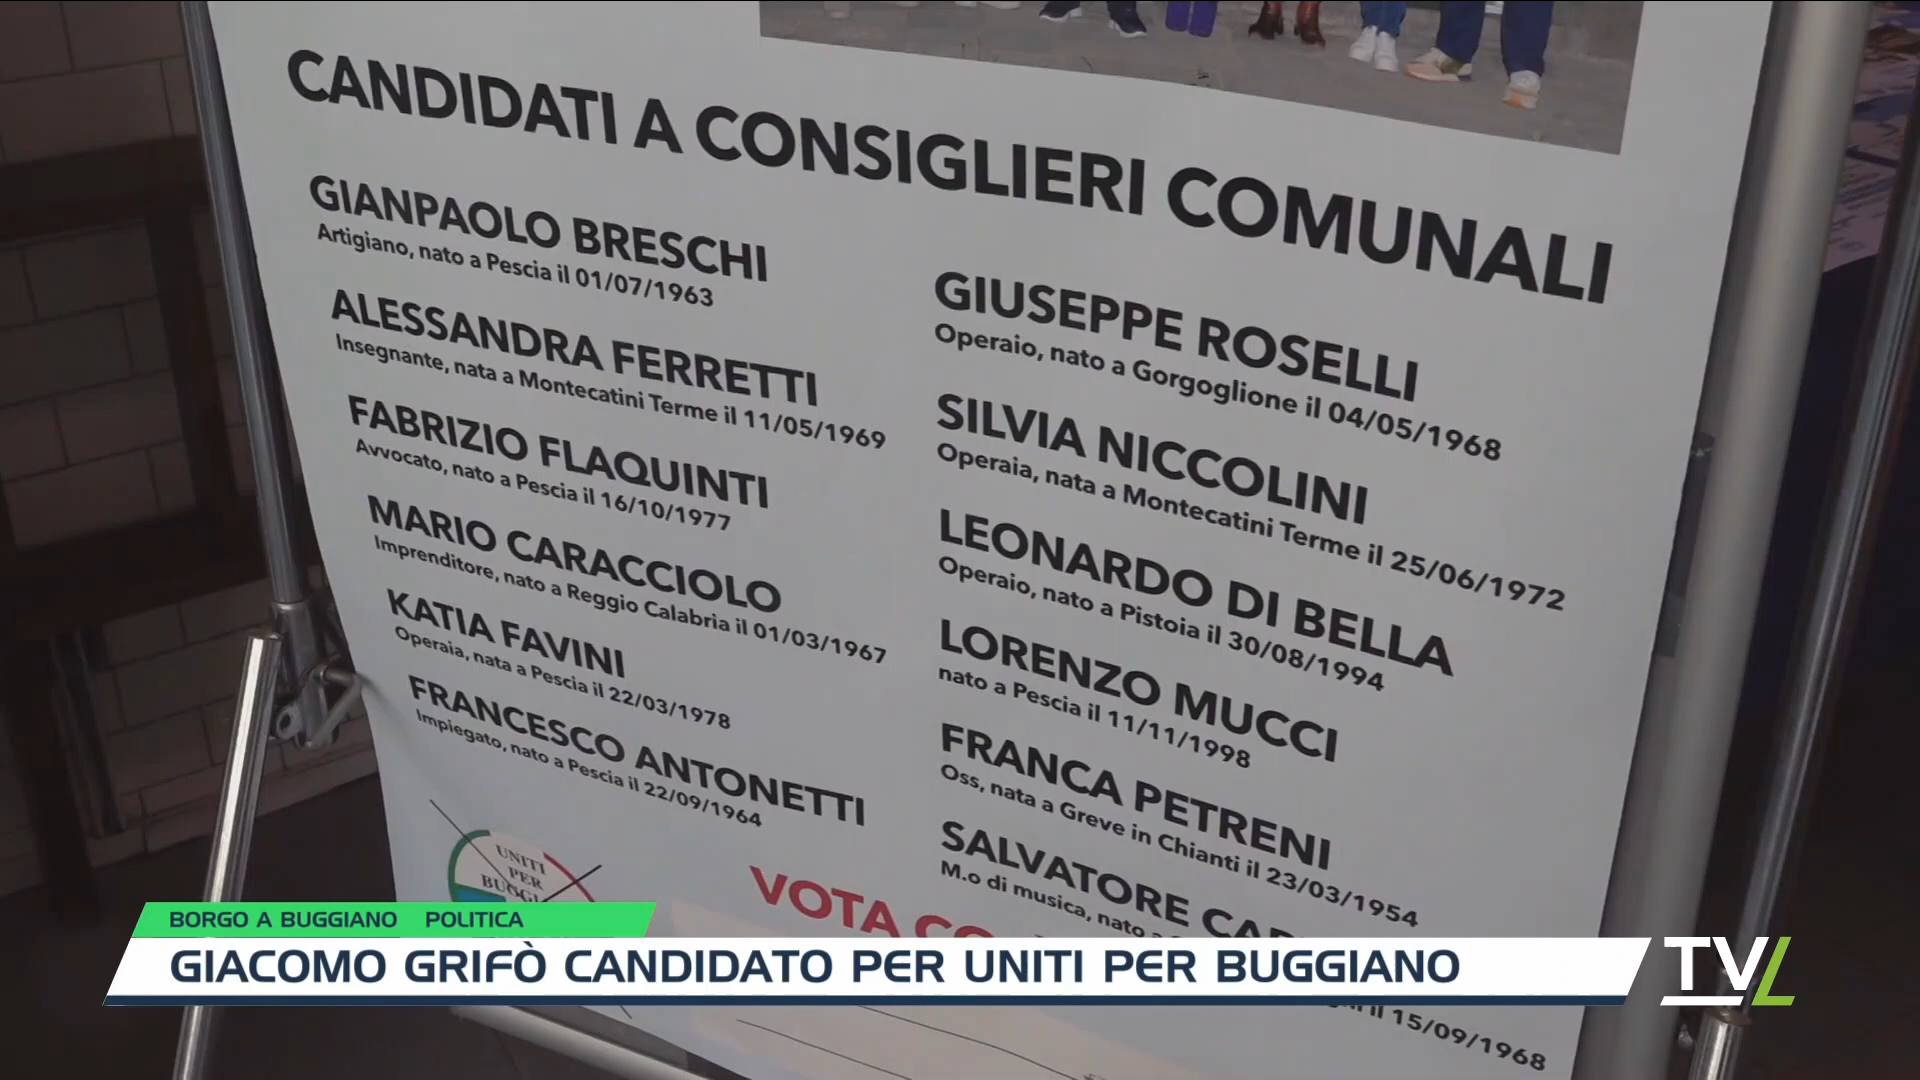 CANDIDATI A CONSIGLIERI COMUNALI
GIANPAOLO BRESCHI
Artigiano, nato a Pescia il 01/07/1963
ALESSANDRA FERRETTI
Insegnante, nata a Montecatini Terme il 11/05/1969
FABRIZIO FLAQUINTI
Avvocato, nato a Pescia il 16/10/1977
MARIO CARACCIOLO
Imprenditore, nato a Reggio Calabria il 01/03/1967
KATIA FAVINI
Operaia, nata a Pescia il 22/03/1978
FRANCESCO ANTONETTI
Impiegato, nato a Pescia il 22/09/1964
GIUSEPPE ROSELLI
Operaio, nato a Gorgoglione il 04/05/1968
SILVIA NICCOLINI
Operaia, nata a Montecatini Terme il 25/06/1972
LEONARDO DI BELLA
Operaio, nato a Pistoia il 30/08/1994
LORENZO MUCCI
nato a Pescia il 11/11/1998
FRANCA PETRENI
Oss, nata a Greve in Chianti il 23/03/1954
SALVATORE
M.o di musica, nato a
il 15/09/1968
UNITI
PER
VOTA
BORGO A BUGGIANO POLITICA
GIACOMO GRIFÒ CANDIDATO PER UNITI PER BUGGIANO
TVL